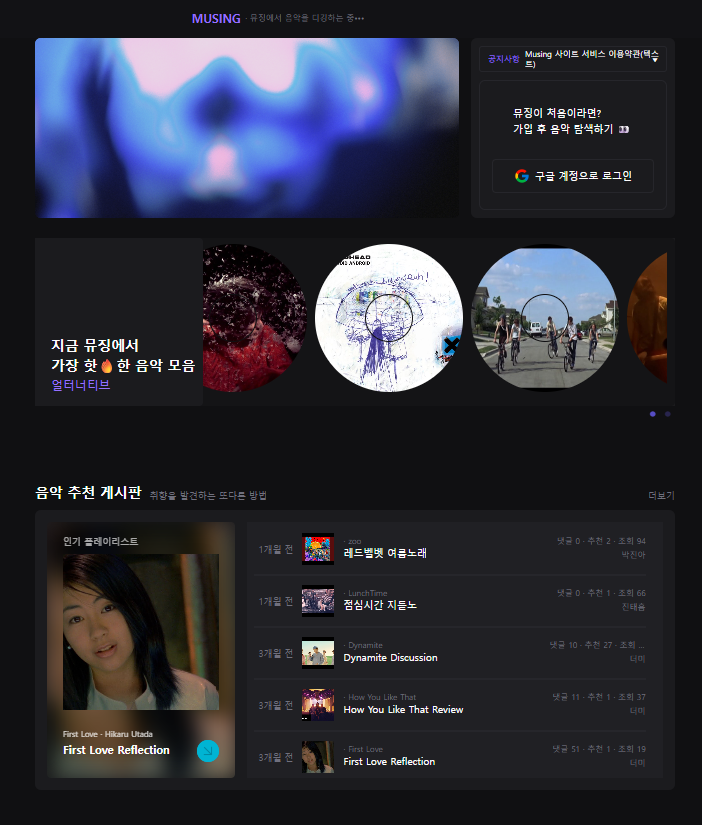 MUSING · 뮤징에서 음악을 디깅하는 중•••
공지사항 Musing 사이트 서비스 이용약관(텍스
트)
뮤징이 처음이라면?
가입 후 음악 탐색하기
구글 계정으로 로그인
지금 뮤징에서
가장 핫🔥한 음악 모음
얼터너티브
음악 추천 게시판 취향을 발견하는 또다른 방법 더보기
인기 플레이리스트
First Love - Hikaru Utada
First Love Reflection
1개월 전 · zoo 댓글 0 · 추천 2 · 조회 94
레드벨벳 여름노래 박진아
1개월 전 · LunchTime 댓글 0 · 추천 1 · 조회 66
점심시간 지듣노
3개월 전 · Dynamite 댓글 10 · 추천 27 · 조회 ...
Dynamite Discussion 너미
3개월 전 · How You Like That 댓글 11 · 추천 1 · 조회 37
How You Like That Review 너미
3개월 전 · First Love 댓글 51 · 추천 1 · 조회 19
First Love Reflection 너미